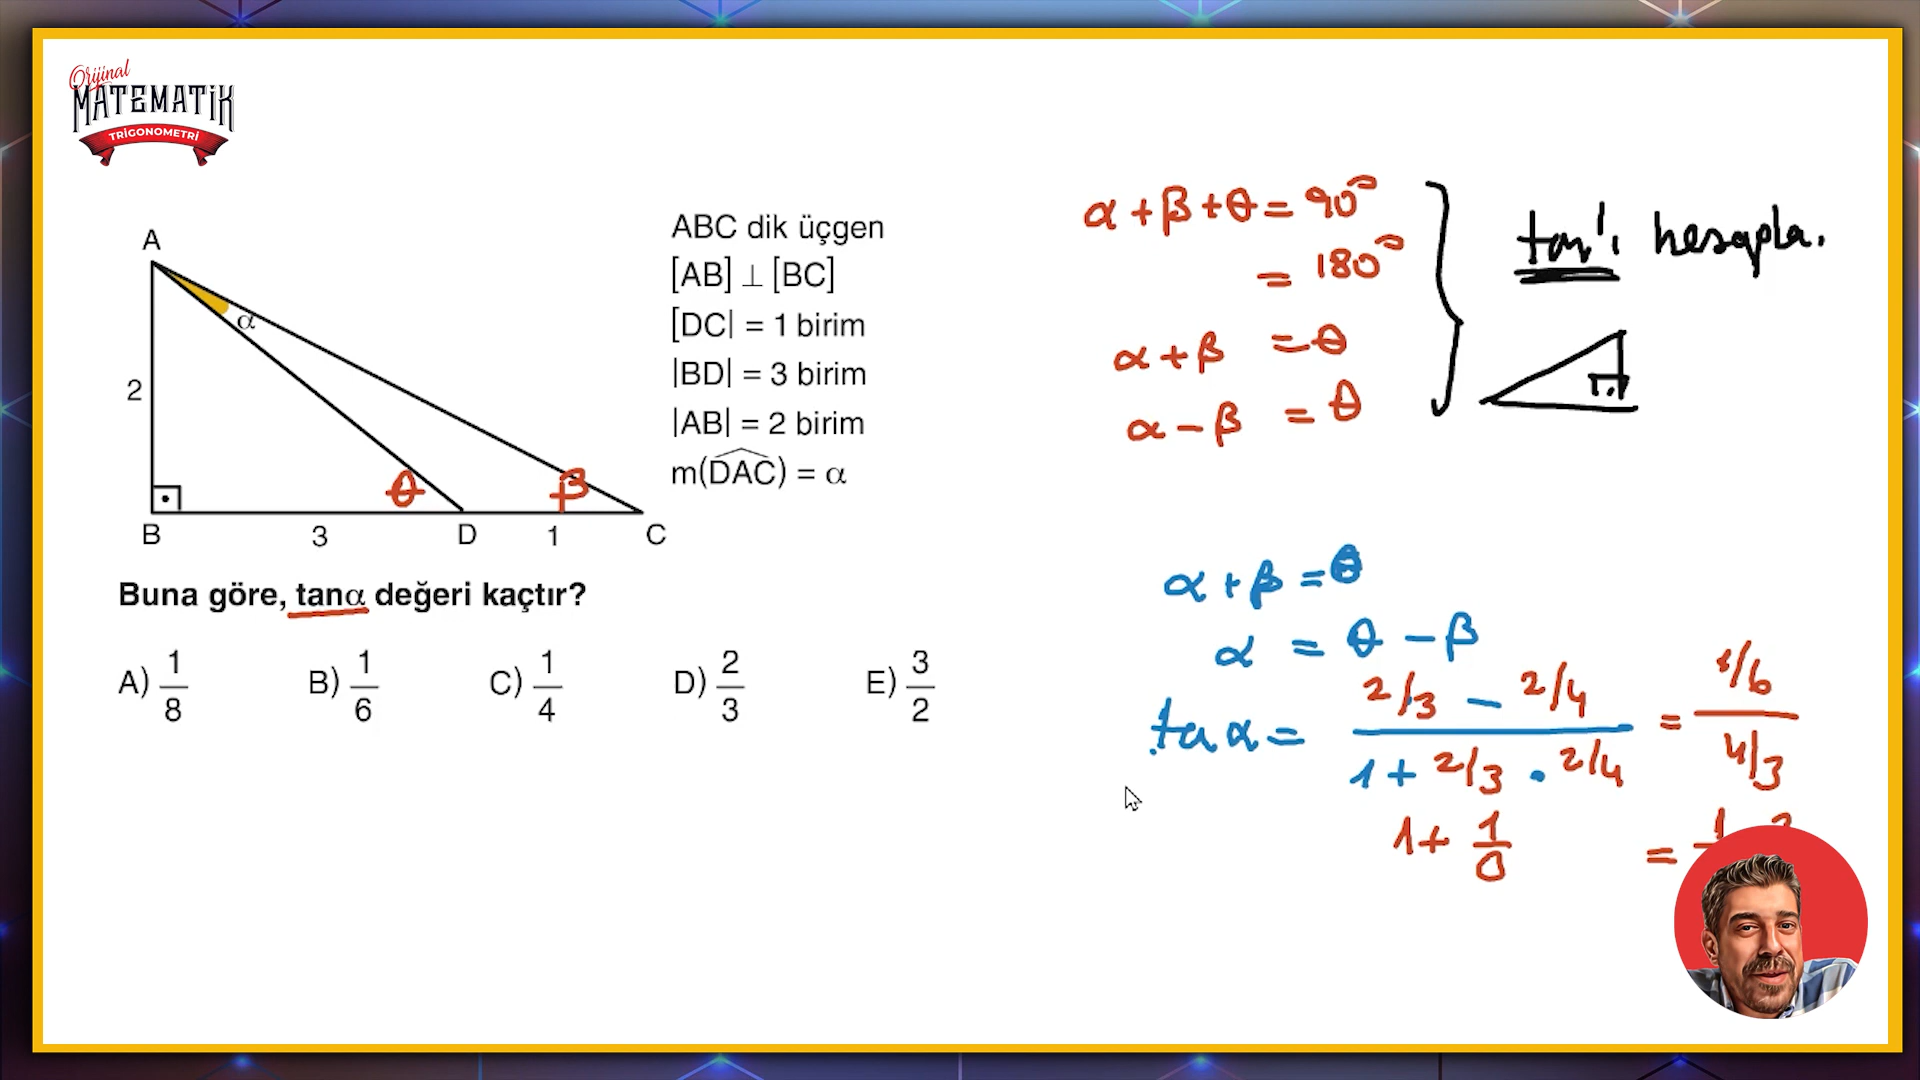 Orijinal
MATEMATİK
TRİGONOMETRİ
A
α
2
θ
β
B
3
D
1
C
ABC dik üçgen
[AB] ⊥ [BC]
[DC| = 1 birim
|BD| = 3 birim
|AB| = 2 birim
m(DAC) = α
Buna göre, tanα değeri kaçtır?
A) 1/8 B) 1/6 C) 1/4 D) 2/3 E) 3/2
α + β + θ = 90°
= 180°
α + β = θ
α - β = θ
tan'ı hesapla.
α + β = θ
α = θ - β
tan α = (2/3 - 2/4) / (1 + 2/3 · 2/4) = (1/6) / (4/3)
1 + 1/0
= 1